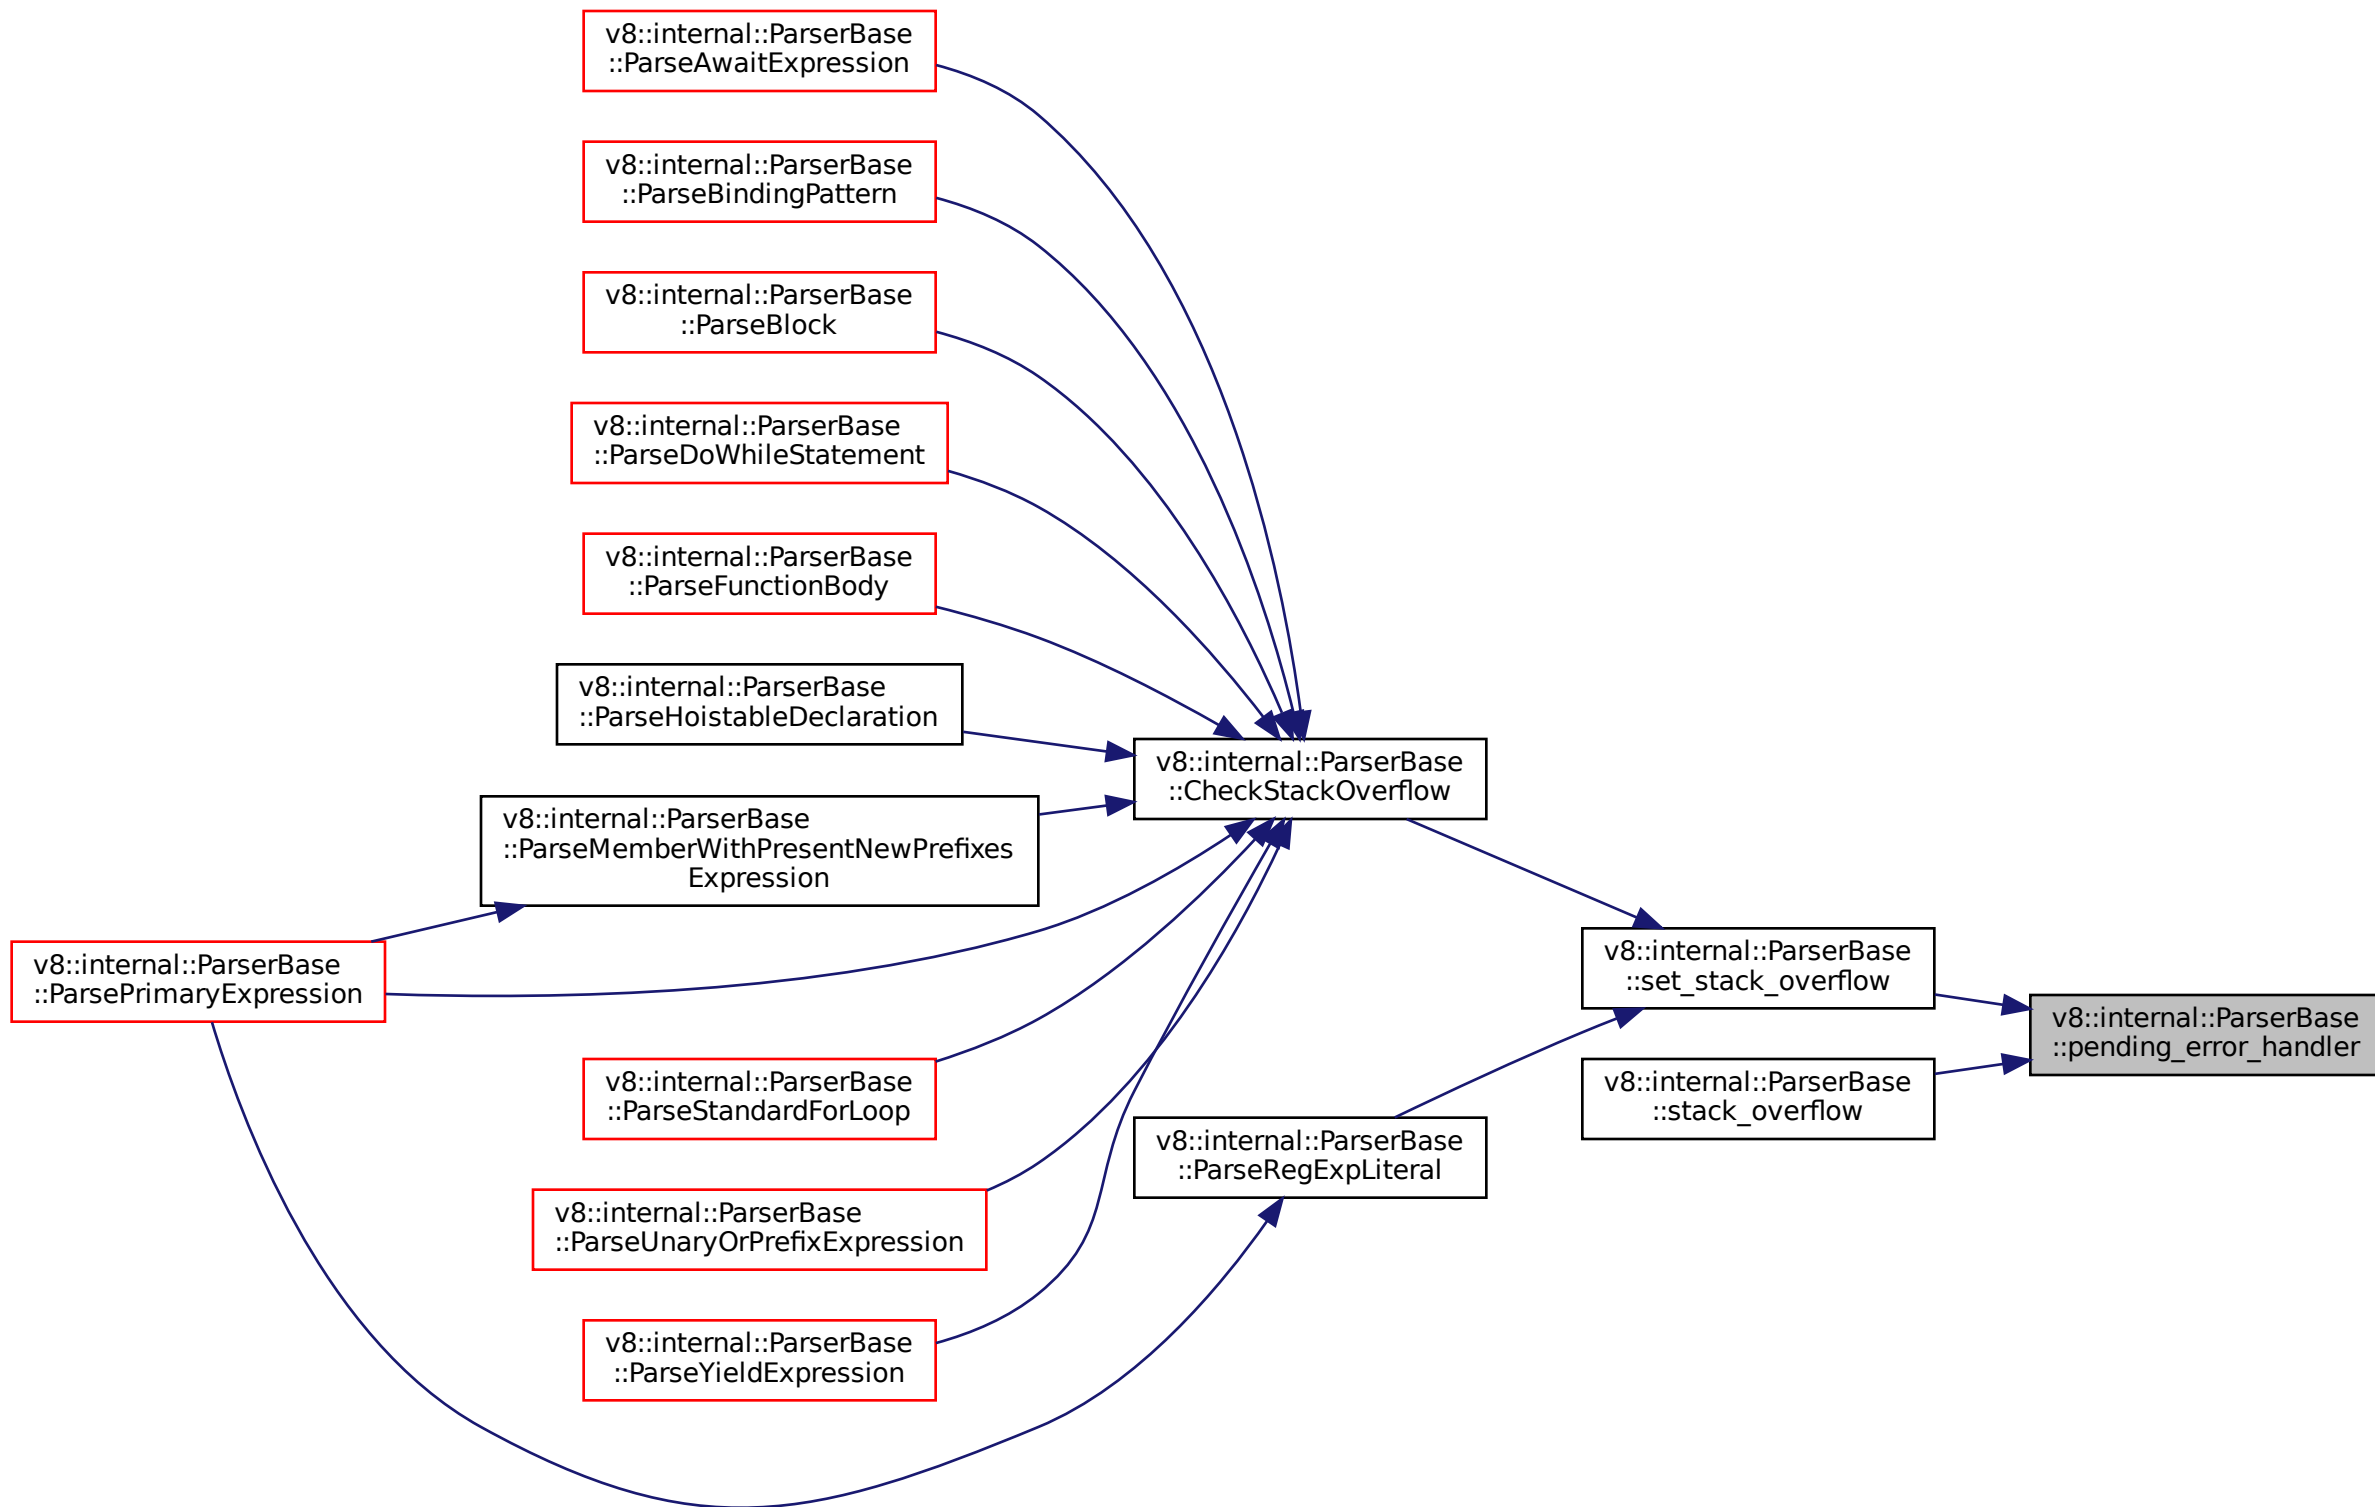 v8::internal::ParserBase
::ParseAwaitExpression
v8::internal::ParserBase
::ParseBindingPattern
v8::internal::ParserBase
::ParseBlock
v8::internal::ParserBase
::ParseDoWhileStatement
v8::internal::ParserBase
::ParseFunctionBody
v8::internal::ParserBase
::ParseHoistableDeclaration
v8::internal::ParserBase
::CheckStackOverflow
v8::internal::ParserBase
::ParseMemberWithPresentNewPrefixes
Expression
v8::internal::ParserBase
::ParsePrimaryExpression
v8::internal::ParserBase
::set_stack_overflow
v8::internal::ParserBase
::pending_error_handler
v8::internal::ParserBase
::ParseStandardForLoop
v8::internal::ParserBase
::stack_overflow
v8::internal::ParserBase
::ParseRegExpLiteral
v8::internal::ParserBase
::ParseUnaryOrPrefixExpression
v8::internal::ParserBase
::ParseYieldExpression